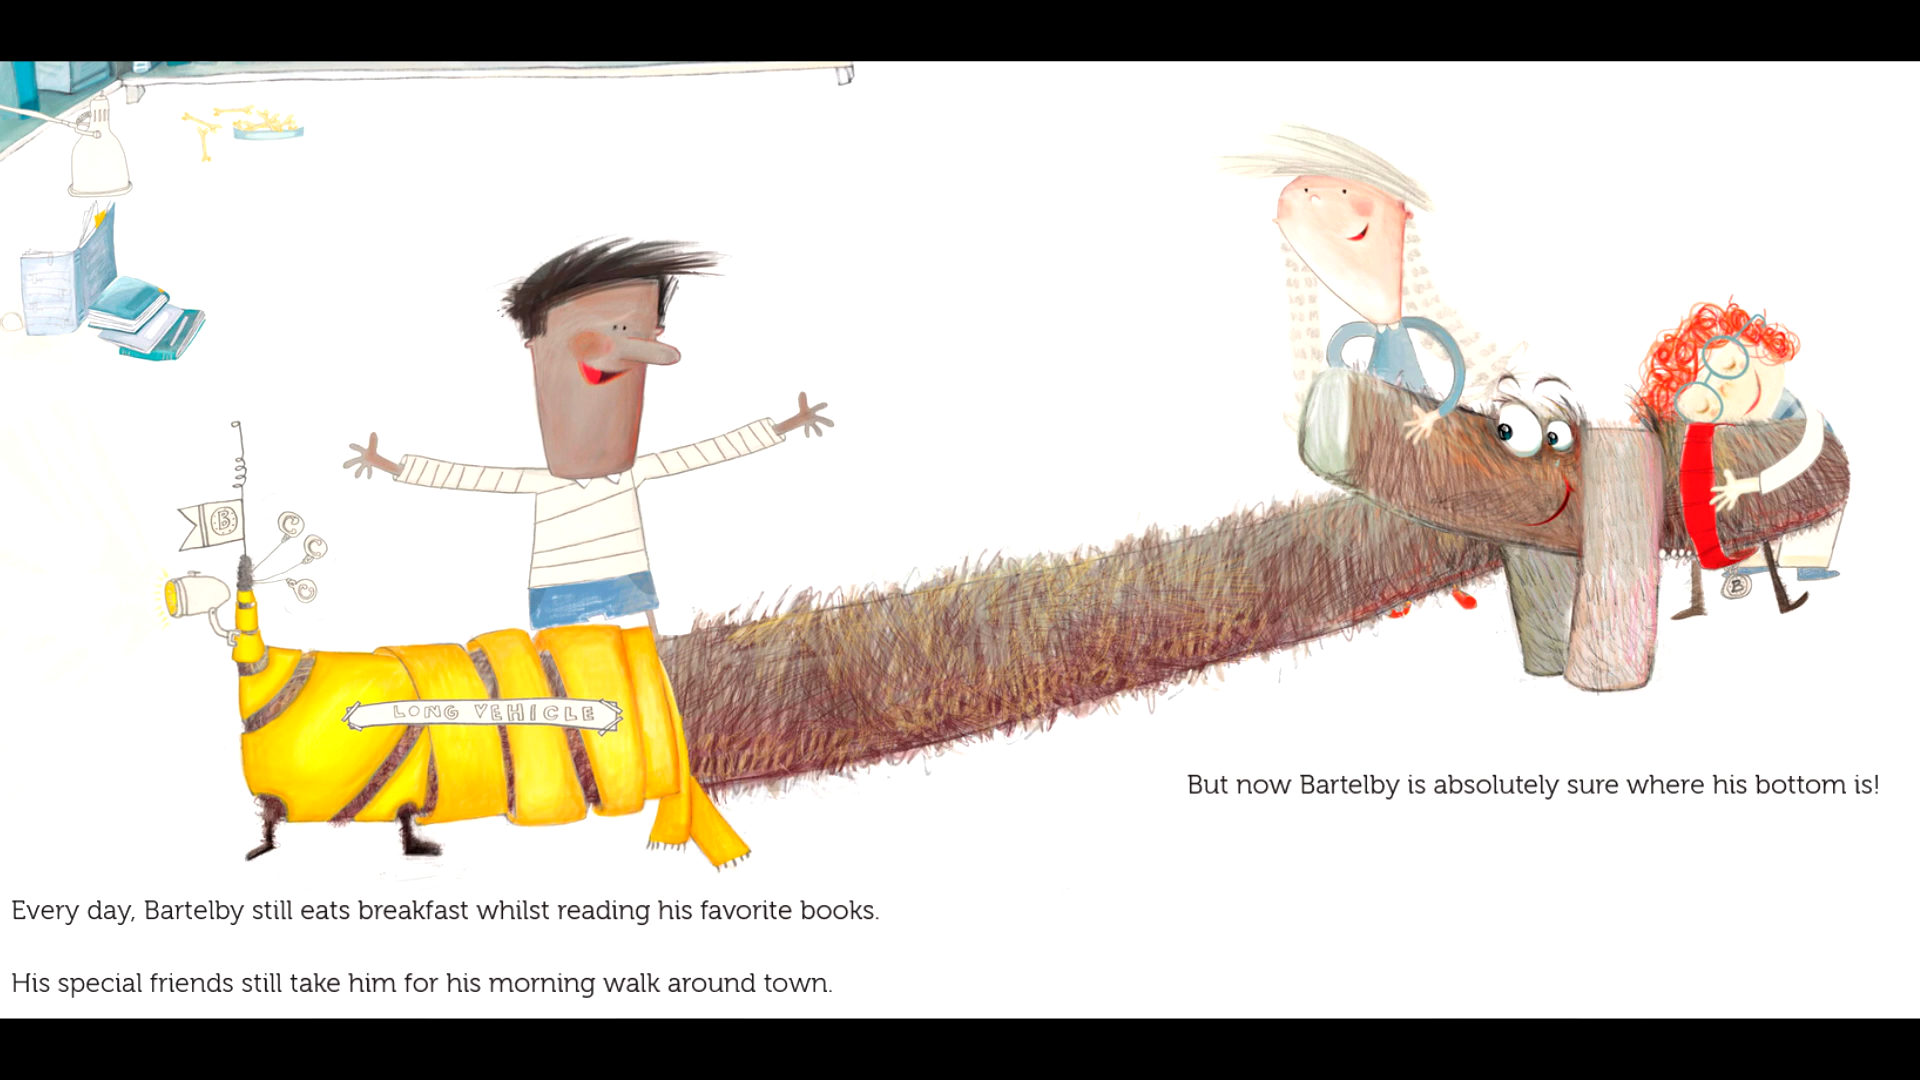 B
C
C
C
LONG VEHICLE
B
But now Bartelby is absolutely sure where his bottom is!
Every day, Bartelby still eats breakfast whilst reading his favorite books.
His special friends still take him for his morning walk around town.